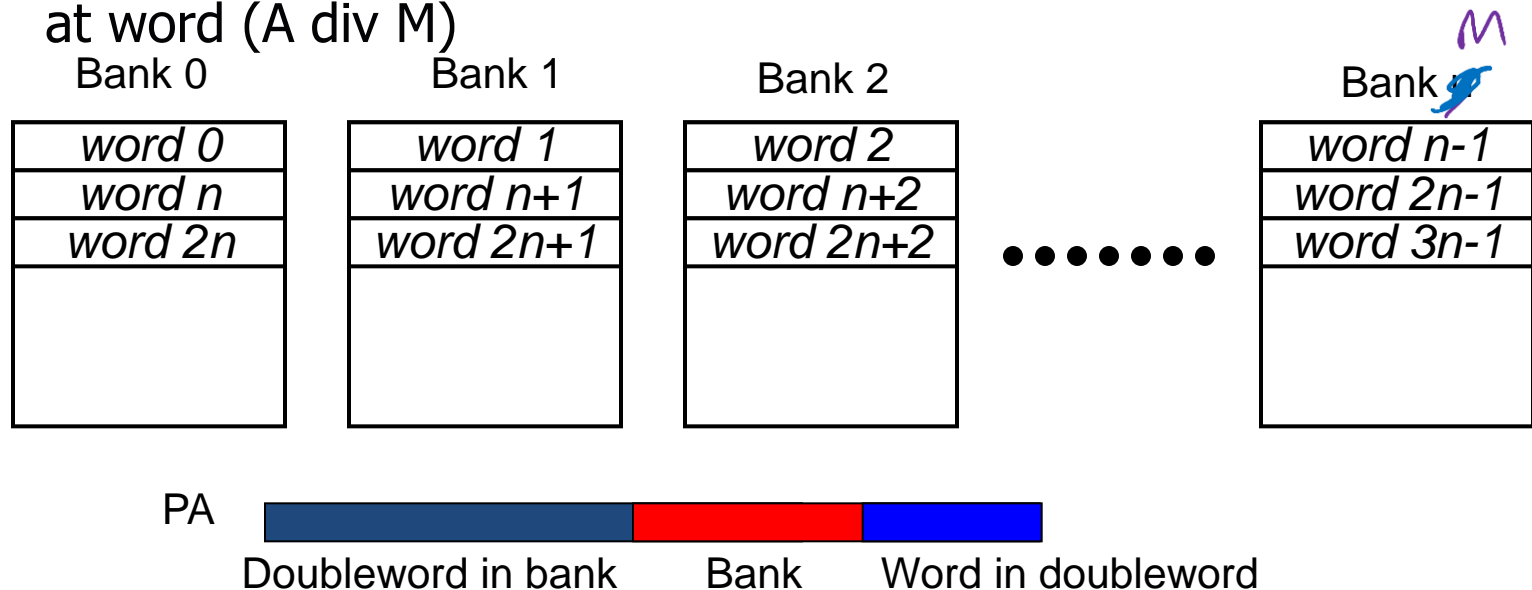 at word (A div M)
M
Bank 0 Bank 1 Bank 2 Bank
word 0 word 1 word 2 word n-1
word n word n+1 word n+2 word 2n-1
word 2n word 2n+1 word 2n+2 word 3n-1
PA
Doubleword in bank Bank Word in doubleword